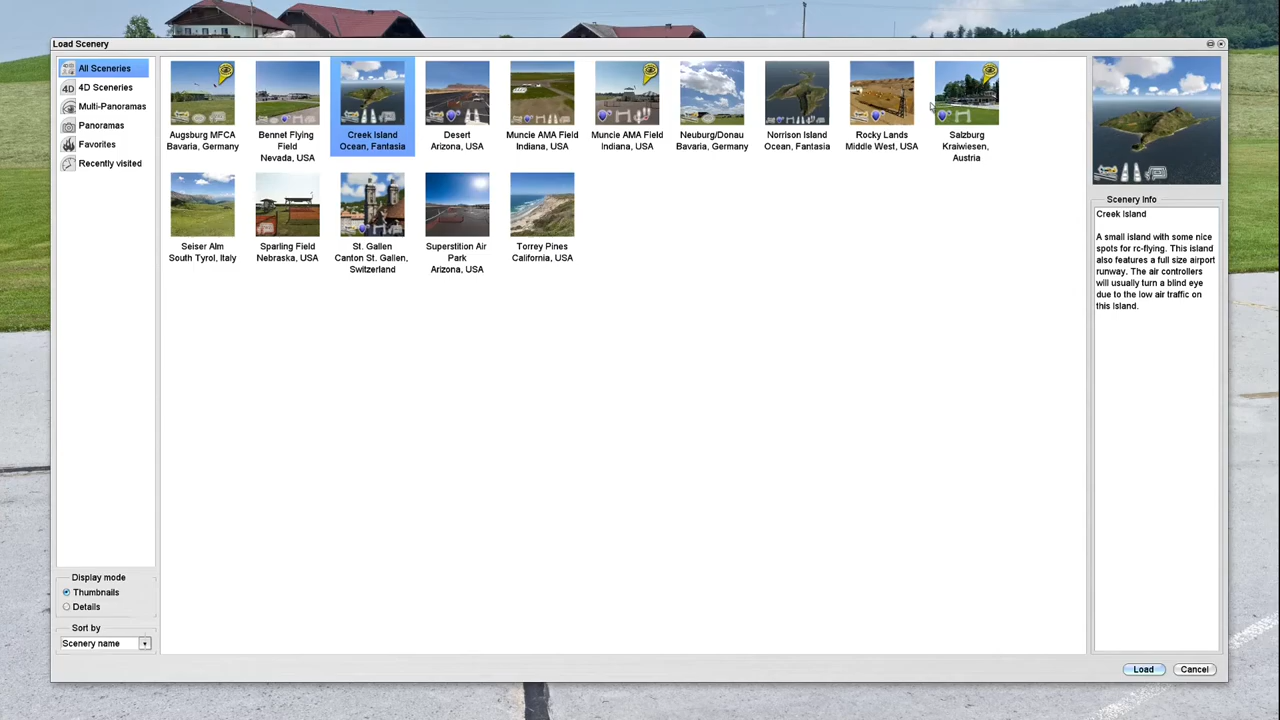 Load Scenery
All Sceneries
4D
4D Sceneries
Multi-Panoramas
Panoramas
Favorites
Recently visited
Augsburg MFCA
Bavaria, Germany
Bennet Flying
Field
Nevada, USA
Creek Island
Ocean, Fantasia
Desert
Arizona, USA
Muncie AMA Field
Indiana, USA
Muncie AMA Field
Indiana, USA
Neuburg/Donau
Bavaria, Germany
Norrison Island
Ocean, Fantasia
Rocky Lands
Middle West, USA
Salzburg
Kraiwiesen,
Austria
Seiser Alm
South Tyrol, Italy
Sparling Field
Nebraska, USA
St. Gallen
Canton St. Gallen,
Switzerland
Superstition Air
Park
Arizona, USA
Torrey Pines
California, USA
Scenery Info
Creek Island
A small island with some nice
spots for rc-flying. This island
also features a full size airport
runway. The air controllers
will usually turn a blind eye
due to the low air traffic on
this Island.
Display mode
Thumbnails
Details
Sort by
Scenery name
Load
Cancel